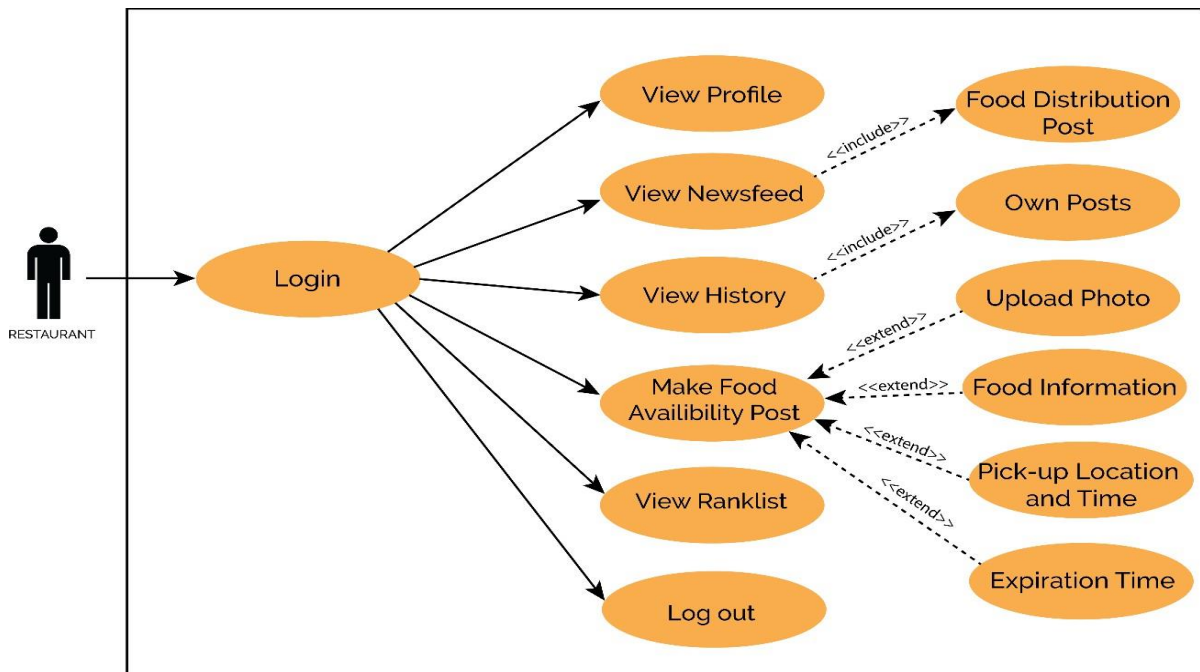 RESTAURANT
Login
View Profile
View Newsfeed
View History
Make Food
Availibility Post
View Ranklist
Log out
<<include>>
<<include>>
<<extend>>
<<extend>>
<<extend>>
<<extend>>
Food Distribution
Post
Own Posts
Upload Photo
Food Information
Pick-up Location
and Time
Expiration Time